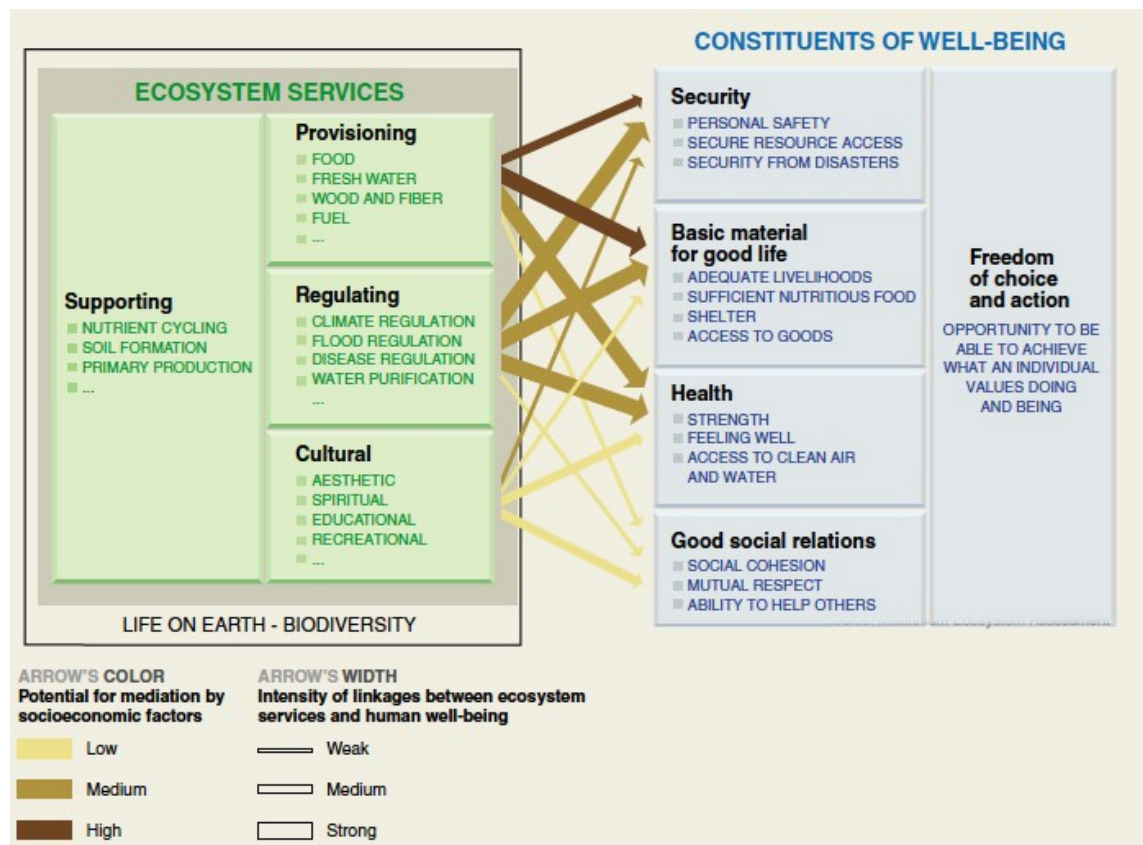 CONSTITUENTS OF WELL-BEING
ECOSYSTEM SERVICES
Supporting
NUTRIENT CYCLING
SOIL FORMATION
PRIMARY PRODUCTION
...
Provisioning
FOOD
FRESH WATER
WOOD AND FIBER
FUEL
...
Regulating
CLIMATE REGULATION
FLOOD REGULATION
DISEASE REGULATION
WATER PURIFICATION
...
Cultural
AESTHETIC
SPIRITUAL
EDUCATIONAL
RECREATIONAL
...
LIFE ON EARTH - BIODIVERSITY
Security
PERSONAL SAFETY
SECURE RESOURCE ACCESS
SECURITY FROM DISASTERS
Basic material
for good life
ADEQUATE LIVELIHOODS
SUFFICIENT NUTRITIOUS FOOD
SHELTER
ACCESS TO GOODS
Health
STRENGTH
FEELING WELL
ACCESS TO CLEAN AIR
AND WATER
Good social relations
SOCIAL COHESION
MUTUAL RESPECT
ABILITY TO HELP OTHERS
Freedom
of choice
and action
OPPORTUNITY TO BE
ABLE TO ACHIEVE
WHAT AN INDIVIDUAL
VALUES DOING
AND BEING
ARROW'S COLOR
Potential for mediation by
socioeconomic factors
Low
Medium
High
ARROW'S WIDTH
Intensity of linkages between ecosystem
services and human well-being
Weak
Medium
Strong